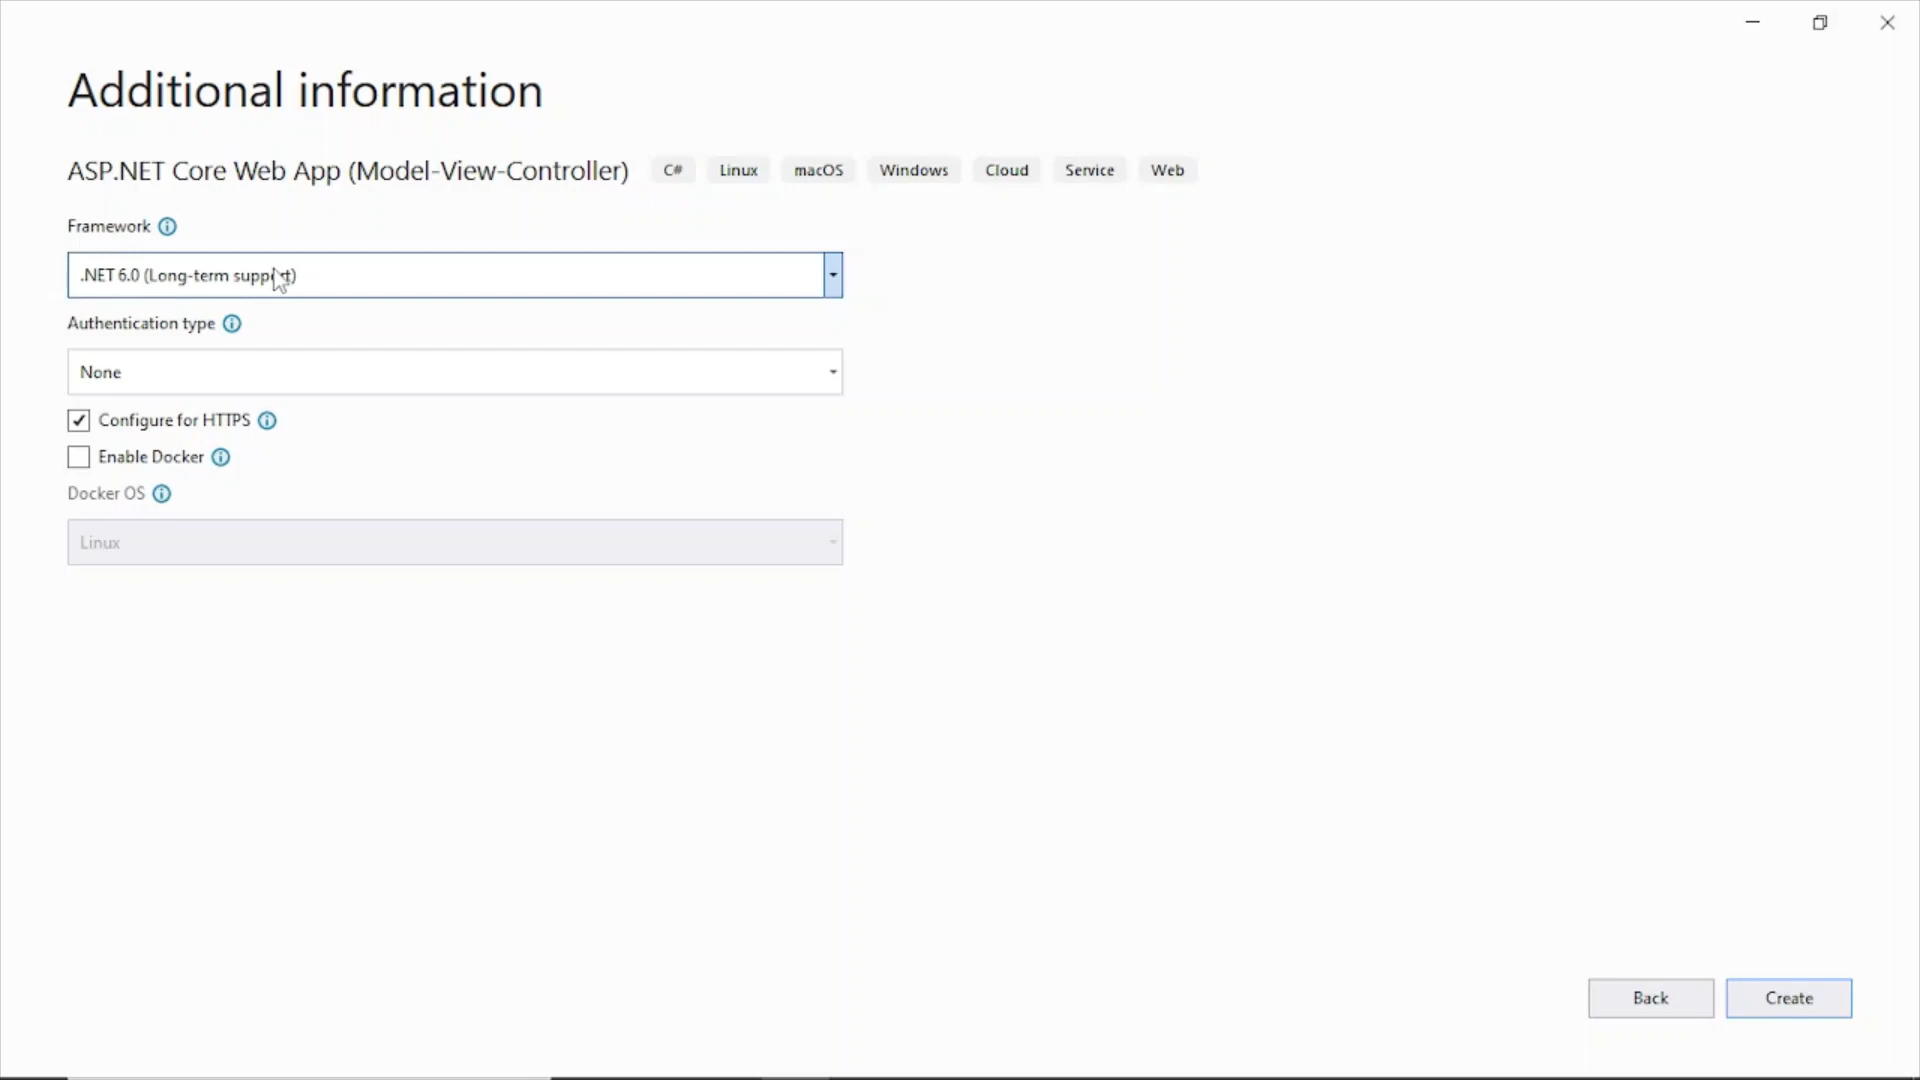 Additional information
ASP.NET Core Web App (Model-View-Controller) C# Linux macOS Windows Cloud Service Web
Framework
.NET 6.0 (Long-term support)
Authentication type
None
Configure for HTTPS
Enable Docker
Docker OS
Linux
Back Create